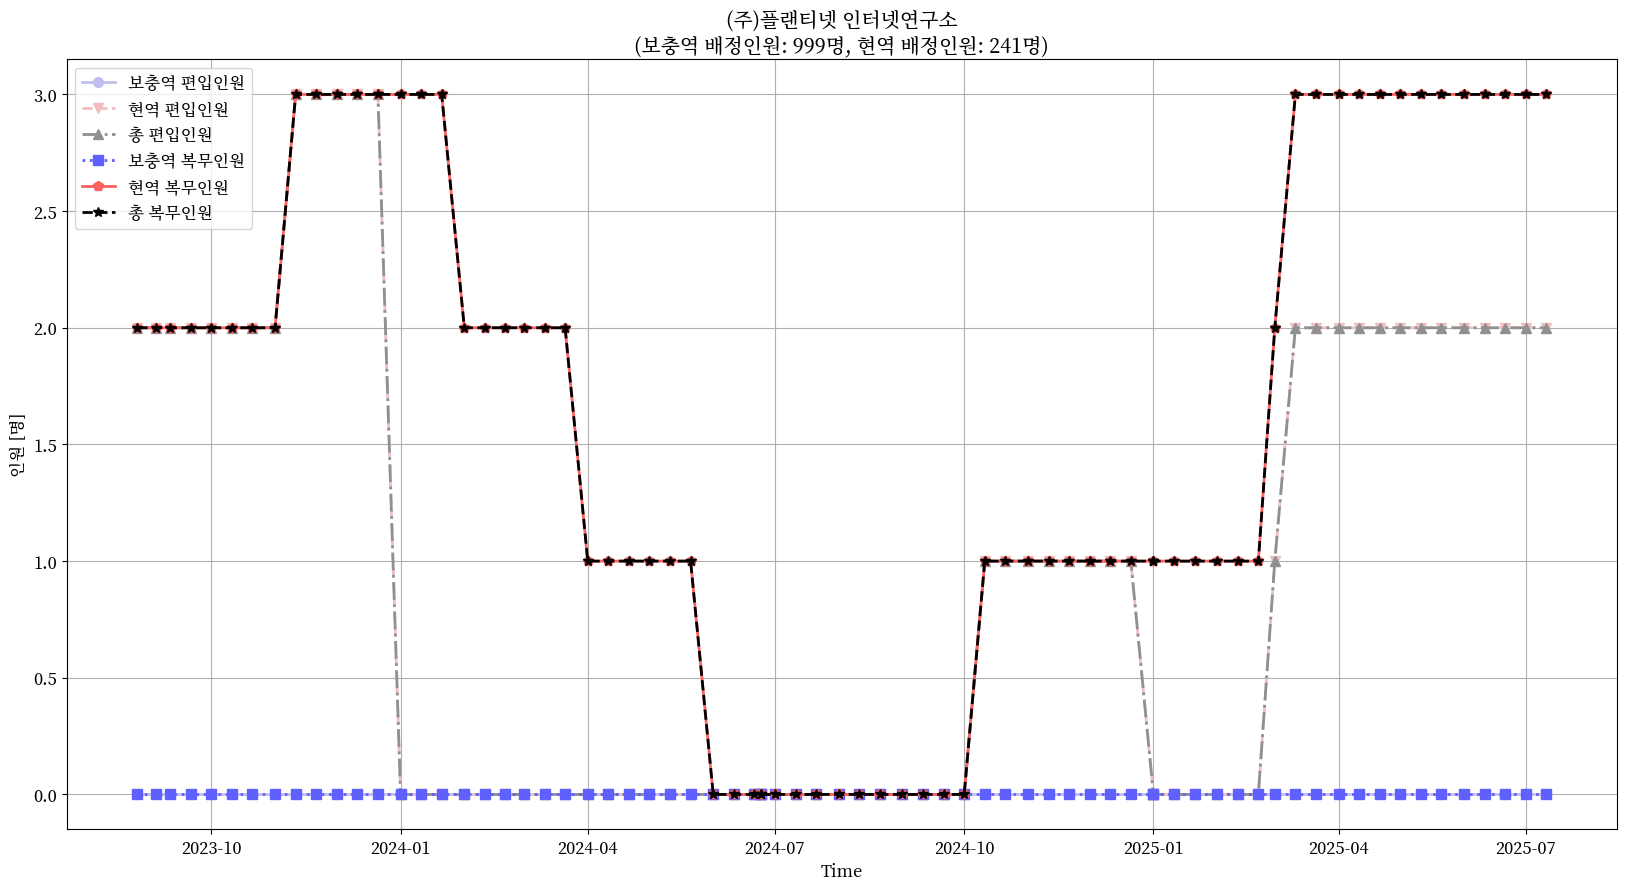 (주)플랜티넷 인터넷연구소
(보충역 배정인원: 999명, 현역 배정인원: 241명)
보충역 편입인원
현역 편입인원
총 편입인원
보충역 복무인원
현역 복무인원
총 복무인원
3.0
2.5
2.0
1.5
1.0
0.5
0.0
인원 [명]
2023-10
2024-01
2024-04
2024-07
2024-10
2025-01
2025-04
2025-07
Time